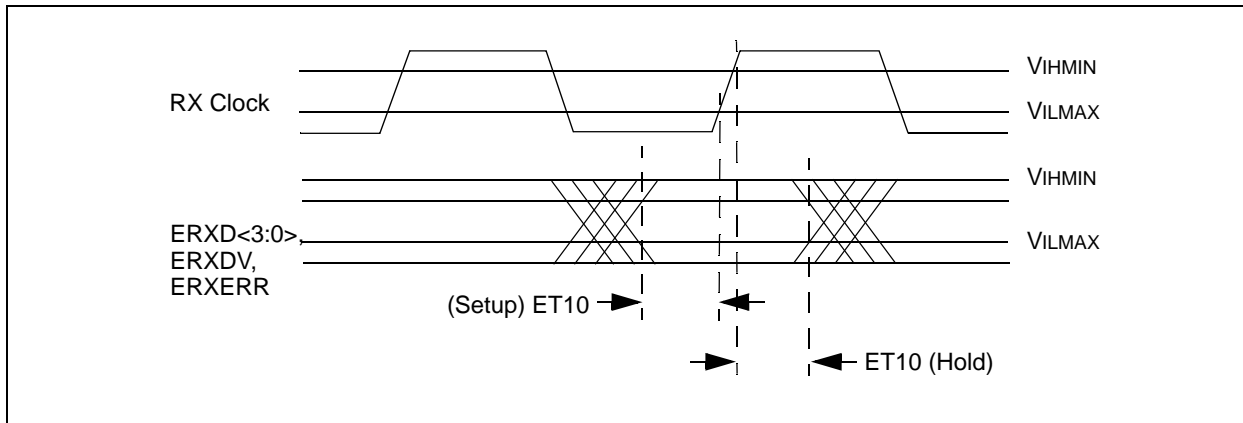 VIHMIN
RX Clock
VILMAX
VIHMIN
ERXD<3:0>,
ERXDV,
ERXERR
VILMAX
(Setup) ET10
ET10 (Hold)